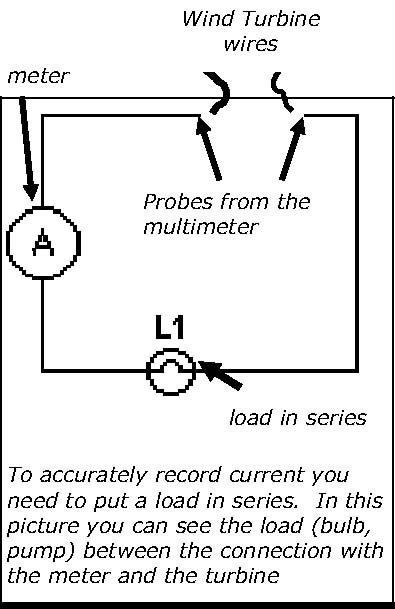 Wind Turbine
wires
meter
Probes from the
multimeter
A
L1
load in series
To accurately record current you
need to put a load in series.  In this
picture you can see the load (bulb,
pump) between the connection with
the meter and the turbine